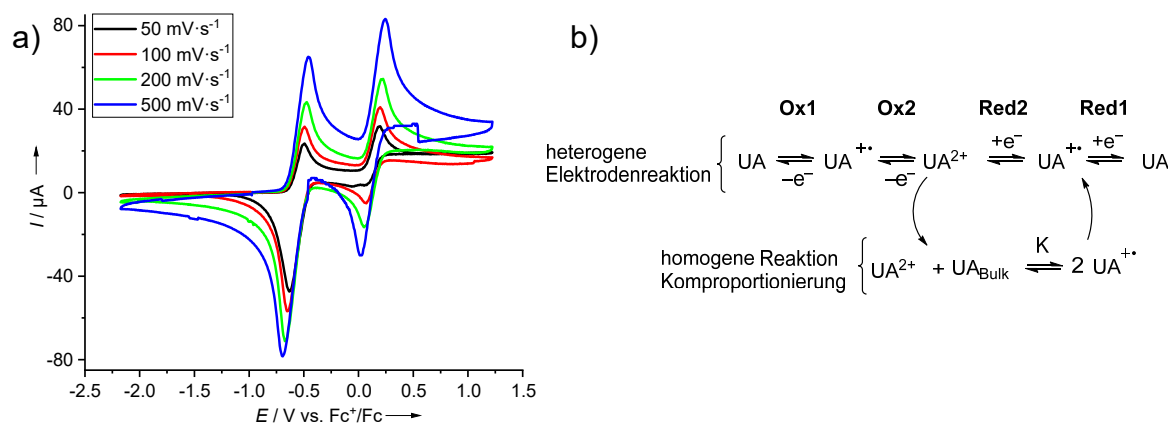 a)
50 mV·s⁻¹
100 mV·s⁻¹
200 mV·s⁻¹
500 mV·s⁻¹
80
40
0
-40
-80
I / µA
-2.5 -2.0 -1.5 -1.0 -0.5 0.0 0.5 1.0 1.5
E / V vs. Fc⁺/Fc
b)
Ox1 Ox2 Red2 Red1
heterogene
Elektrodenreaktion
UA –e⁻ UA⁺• –e⁻ UA²⁺ +e⁻ UA⁺• +e⁻ UA
homogene Reaktion
Komproportionierung
UA²⁺ + UA_Bulk K 2 UA⁺•